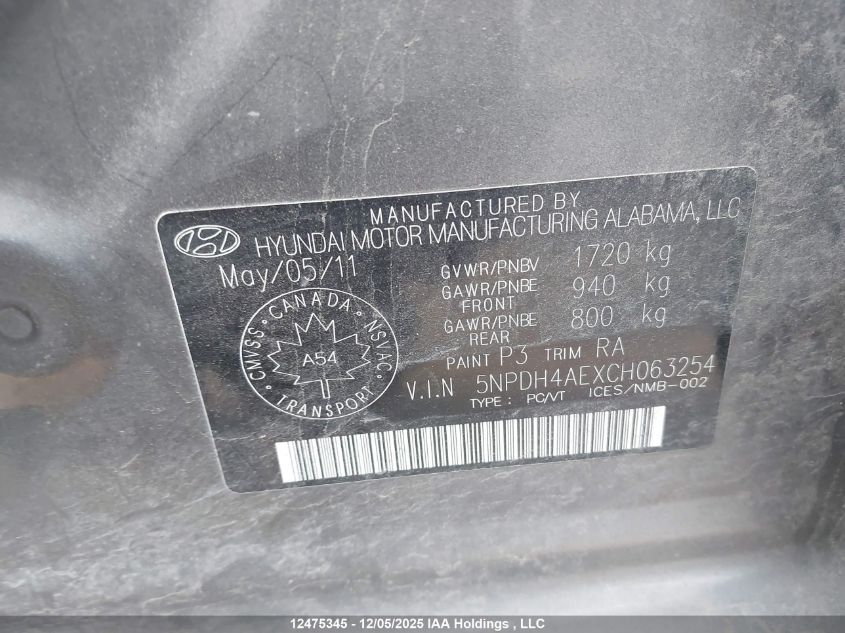 MANUFACTURED BY
HYUNDAI MOTOR MANUFACTURING ALABAMA, LLC
May/05/11
GVWR/PNBV 1720 kg
GAWR/PNBE FRONT 940 kg
GAWR/PNBE REAR 800 kg
PAINT P3 TRIM RA
V.I.N 5NPDH4AEXCH063254
TYPE : PC/VT ICES/NMB-002
CMVSS CANADA NSVAC
A54
TRANSPORT
12475345 - 12/05/2025 IAA Holdings , LLC